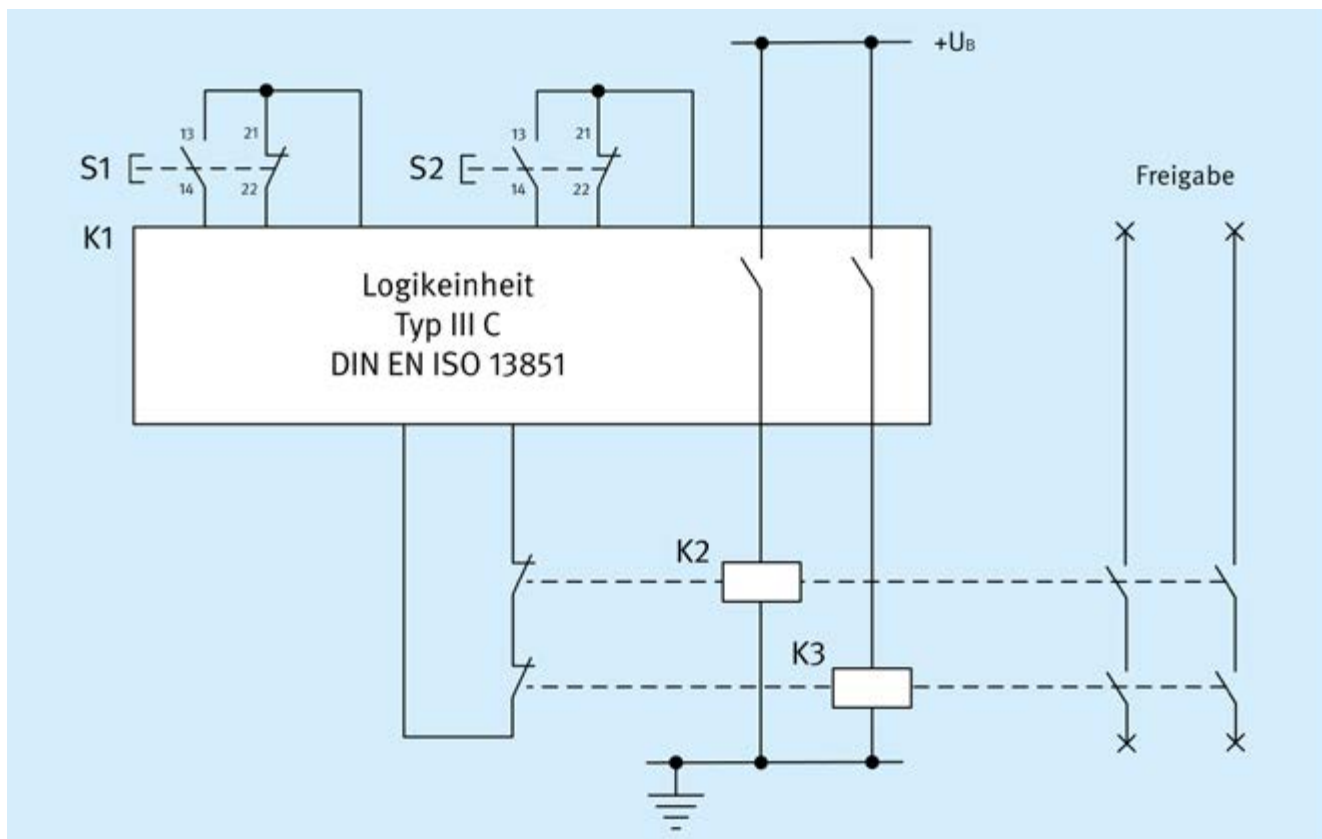 +UB
13 21 13 21
S1 S2
14 22 14 22
Freigabe
K1
Logikeinheit
Typ III C
DIN EN ISO 13851
K2
K3